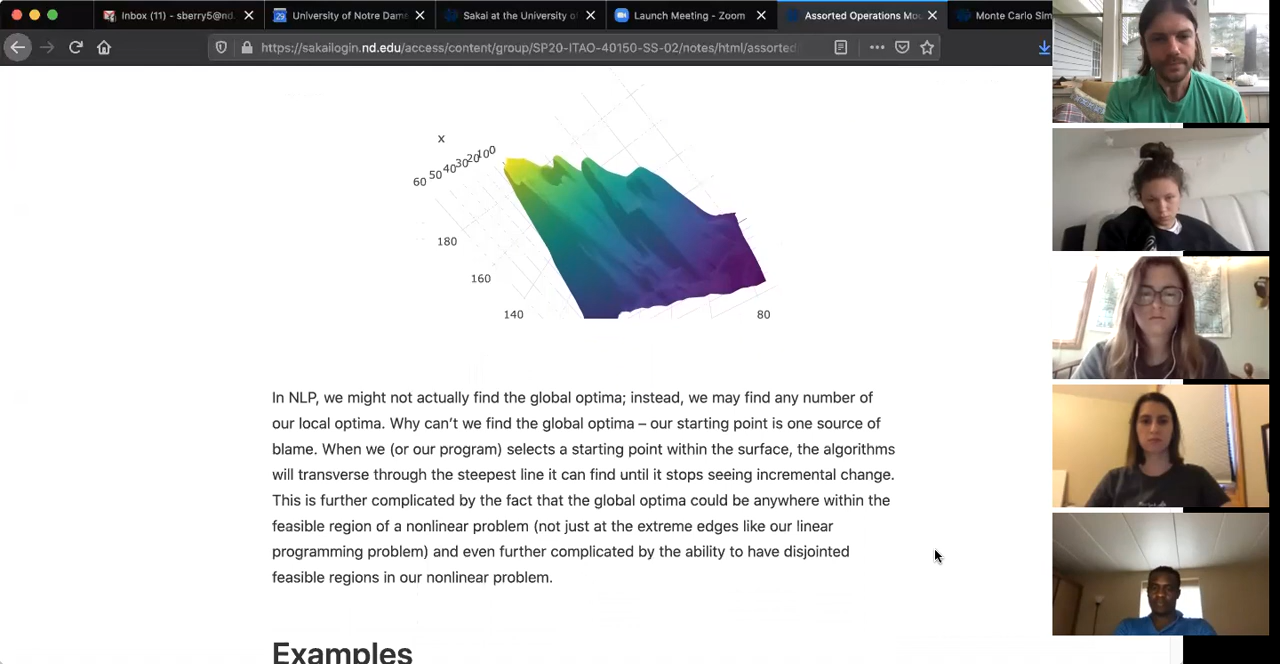 Inbox (11) - sberry5@nd.
University of Notre Dame
Sakai at the University o
Launch Meeting - Zoom
Assorted Operations Mo
Monte Carlo Sim
https://sakailogin.nd.edu/access/content/group/SP20-ITAO-40150-SS-02/notes/html/assorted
x
0
10
20
30
40
50
60
180
160
140
80
In NLP, we might not actually find the global optima; instead, we may find any number of
our local optima. Why can’t we find the global optima – our starting point is one source of
blame. When we (or our program) selects a starting point within the surface, the algorithms
will transverse through the steepest line it can find until it stops seeing incremental change.
This is further complicated by the fact that the global optima could be anywhere within the
feasible region of a nonlinear problem (not just at the extreme edges like our linear
programming problem) and even further complicated by the ability to have disjointed
feasible regions in our nonlinear problem.
Examples